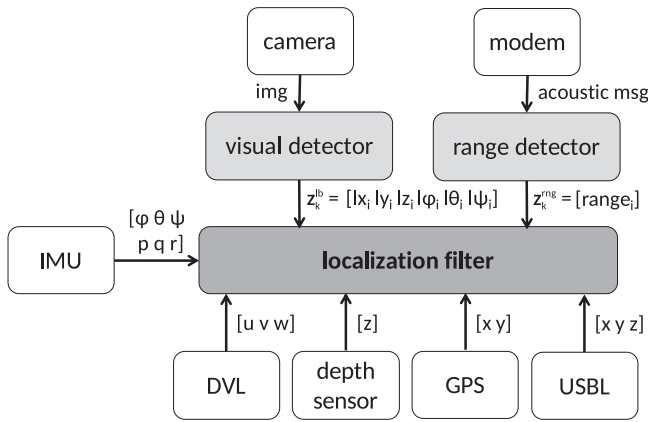 camera
modem
img
acoustic msg
visual detector
range detector
z_k^lb = [lx_i ly_i lz_i lφ_i lθ_i lψ_i]
z_k^rng = [range_i]
[φ θ ψ
p q r]
IMU
localization filter
[u v w]
[z]
[x y]
[x y z]
DVL
depth
sensor
GPS
USBL